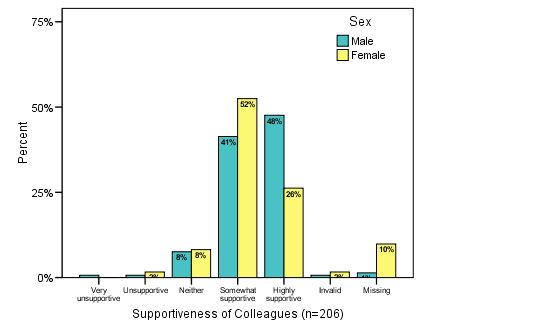 Sex
Male
Female
75%
50%
25%
0%
Percent
41%
52%
48%
26%
8%
8%
2%
2%
1%
10%
Very
unsupportive
Unsupportive
Neither
Somewhat
supportive
Highly
supportive
Invalid
Missing
Supportiveness of Colleagues (n=206)